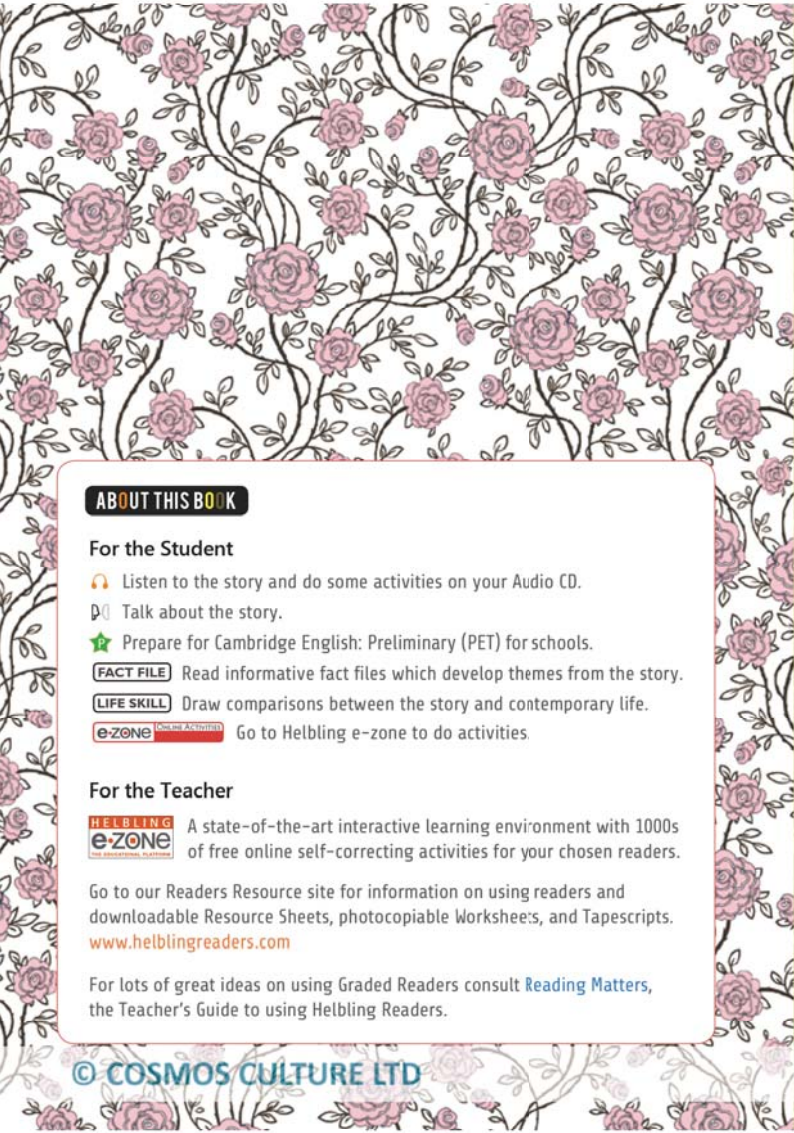 ABOUT THIS BOOK
For the Student
Listen to the story and do some activities on your Audio CD.
Talk about the story.
P Prepare for Cambridge English: Preliminary (PET) for schools.
FACT FILE Read informative fact files which develop themes from the story.
LIFE SKILL Draw comparisons between the story and contemporary life.
e-ZONE ONLINE ACTIVITIES Go to Helbling e-zone to do activities.
For the Teacher
HELBLING
e-ZONE
THE EDUCATIONAL PLATFORM
A state-of-the-art interactive learning environment with 1000s
of free online self-correcting activities for your chosen readers.
Go to our Readers Resource site for information on using readers and
downloadable Resource Sheets, photocopiable Worksheets, and Tapescripts.
www.helblingreaders.com
For lots of great ideas on using Graded Readers consult Reading Matters,
the Teacher's Guide to using Helbling Readers.
© COSMOS CULTURE LTD